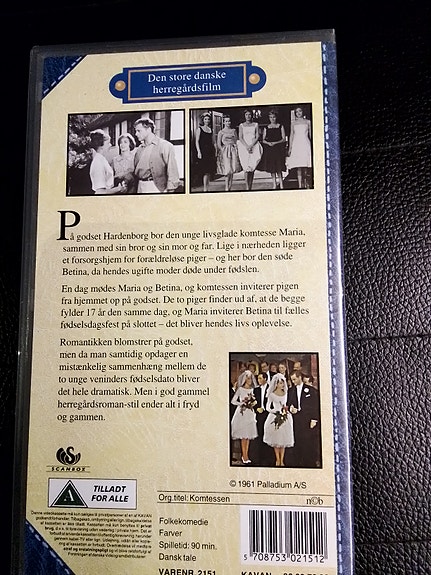 Den store danske
herregårdsfilm
På godset Hardenborg bor den unge livsglade komtesse Maria,
sammen med sin bror og sin mor og far. Lige i nærheden ligger
et forsorgshjem for forældreløse piger – og her bor den søde
Betina, da hendes ugifte moder døde under fødslen.
En dag mødes Maria og Betina, og komtessen inviterer pigen
fra hjemmet op på godset. De to piger finder ud af, at de begge
fylder 17 år den samme dag, og Maria inviterer Betina til fælles
fødselsdagsfest på slottet – det bliver hendes livs oplevelse.
Romantikken blomstrer på godset,
men da man samtidig opdager en
mistænkelig sammenhæng mellem de
to unge veninders fødselsdato bliver
det hele dramatisk. Men i god gammel
herregårdsroman-stil ender alt i fryd
og gammen.
SCANBOX
A
TILLADT
FOR ALLE
© 1961 Palladium A/S
Org.titel: Komtessen
Folkekomedie
Farver
Spilletid: 90 min.
Dansk tale
VARENR. 2151
5 708753 021512